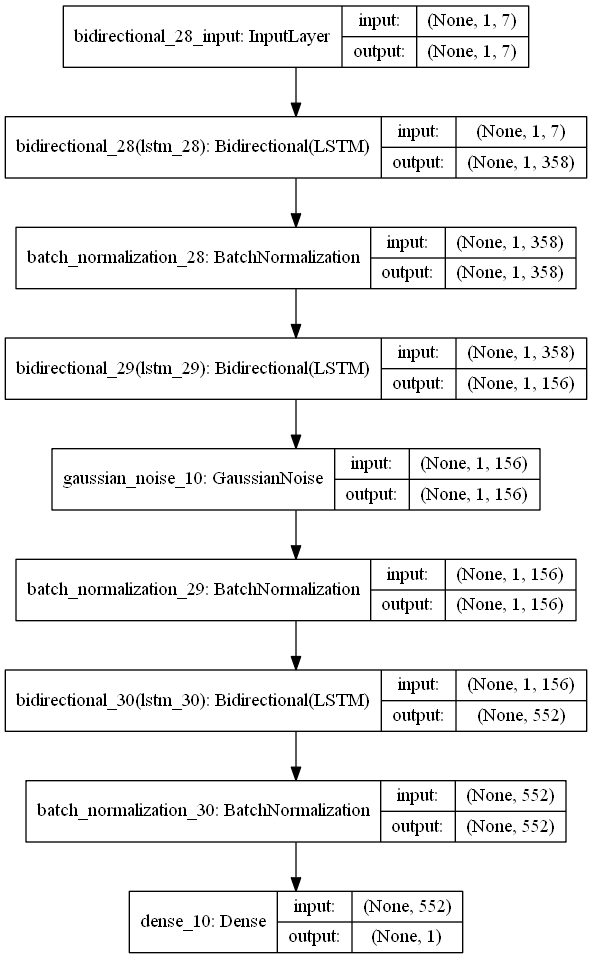 bidirectional_28_input: InputLayer
input: (None, 1, 7)
output: (None, 1, 7)
bidirectional_28(lstm_28): Bidirectional(LSTM)
input: (None, 1, 7)
output: (None, 1, 358)
batch_normalization_28: BatchNormalization
input: (None, 1, 358)
output: (None, 1, 358)
bidirectional_29(lstm_29): Bidirectional(LSTM)
input: (None, 1, 358)
output: (None, 1, 156)
gaussian_noise_10: GaussianNoise
input: (None, 1, 156)
output: (None, 1, 156)
batch_normalization_29: BatchNormalization
input: (None, 1, 156)
output: (None, 1, 156)
bidirectional_30(lstm_30): Bidirectional(LSTM)
input: (None, 1, 156)
output: (None, 552)
batch_normalization_30: BatchNormalization
input: (None, 552)
output: (None, 552)
dense_10: Dense
input: (None, 552)
output: (None, 1)